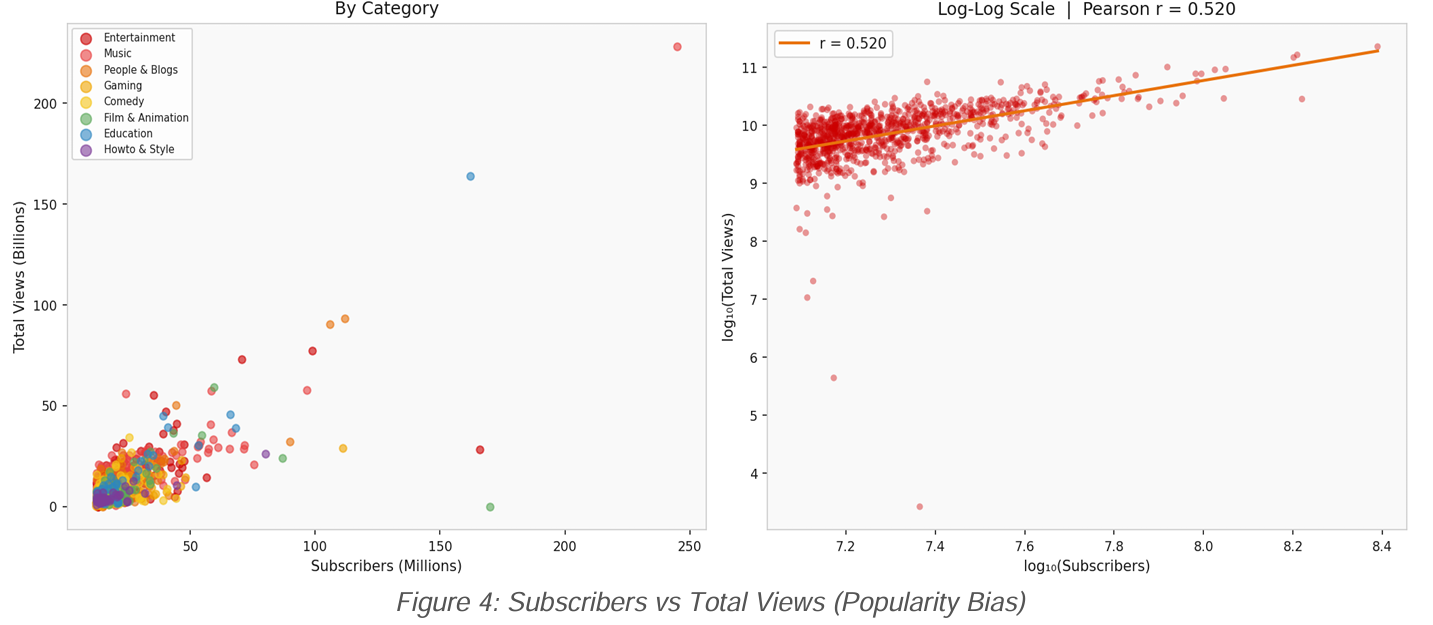 By Category
Entertainment
Music
People & Blogs
Gaming
Comedy
Film & Animation
Education
Howto & Style
Total Views (Billions)
200
150
100
50
0
50 100 150 200 250
Subscribers (Millions)
Log-Log Scale | Pearson r = 0.520
r = 0.520
log₁₀(Total Views)
11
10
9
8
7
6
5
4
7.2 7.4 7.6 7.8 8.0 8.2 8.4
log₁₀(Subscribers)
Figure 4: Subscribers vs Total Views (Popularity Bias)